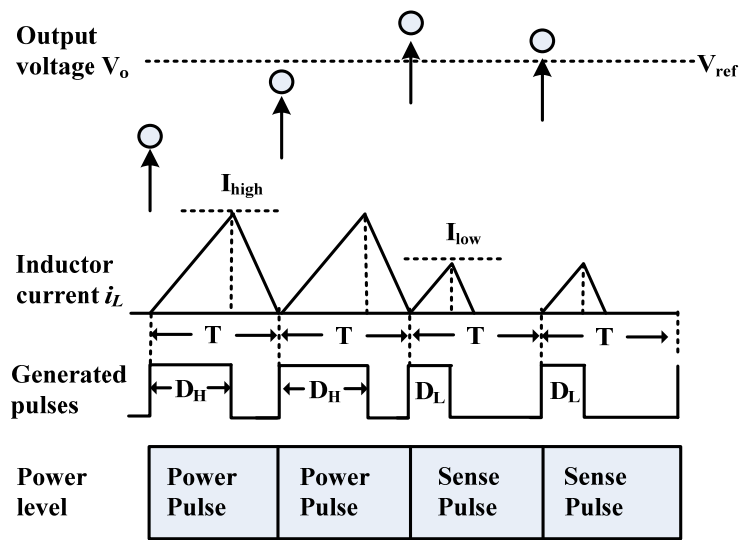 Output
voltage Vo
Vref
Ihigh
Ilow
Inductor
current iL
T T T T
Generated
pulses
DH DH DL DL
Power
level
Power
Pulse
Power
Pulse
Sense
Pulse
Sense
Pulse